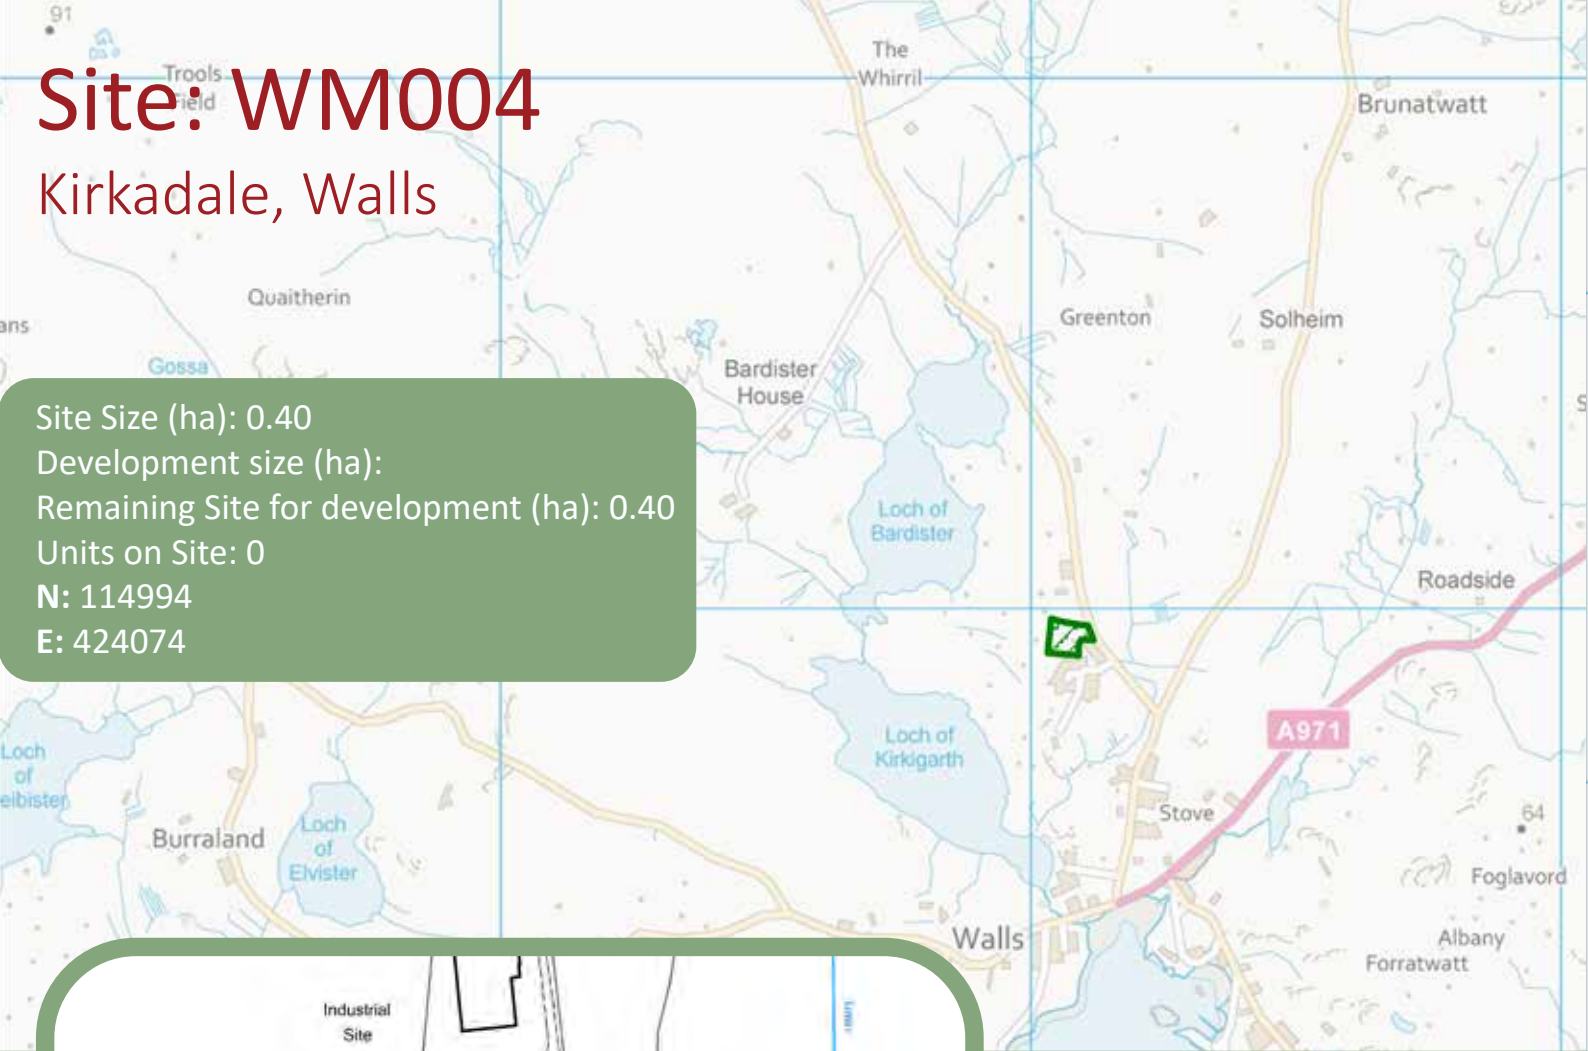 91
Site: WM004
Trools
Field
Kirkadale, Walls
The
Whirril
Brunatwatt
Quaitherin
ans
Gossa
Greenton
Solheim
Bardister
House
Site Size (ha): 0.40
Development size (ha):
Remaining Site for development (ha): 0.40
Units on Site: 0
N: 114994
E: 424074
Loch of
Bardister
Roadside
Loch of
Kirkigarth
A971
Loch
of
eibister
Burraland
Loch
of
Elvister
Stove
64
Foglavord
Walls
Albany
Forratwatt
Industrial
Site